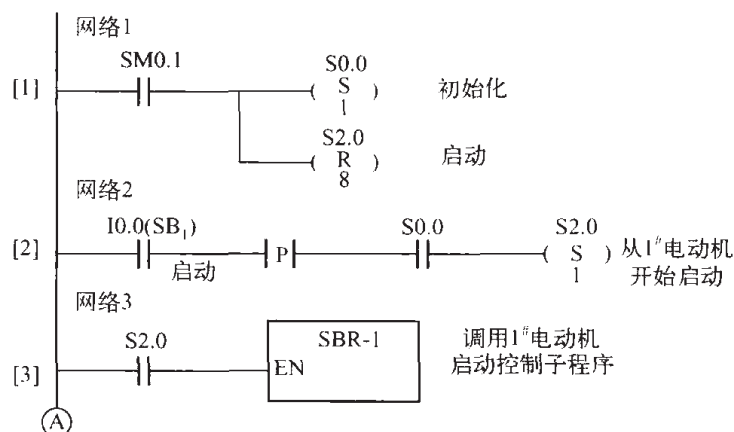 网络1
SM0.1
S0.0
[1]
( S )
1
初始化
S2.0
( R )
8
启动
网络2
I0.0(SB₁)
S0.0
S2.0
[2]
启动
P
( S )
1
从1#电动机
开始启动
网络3
S2.0
SBR-1
调用1#电动机
启动控制子程序
[3]
EN
A